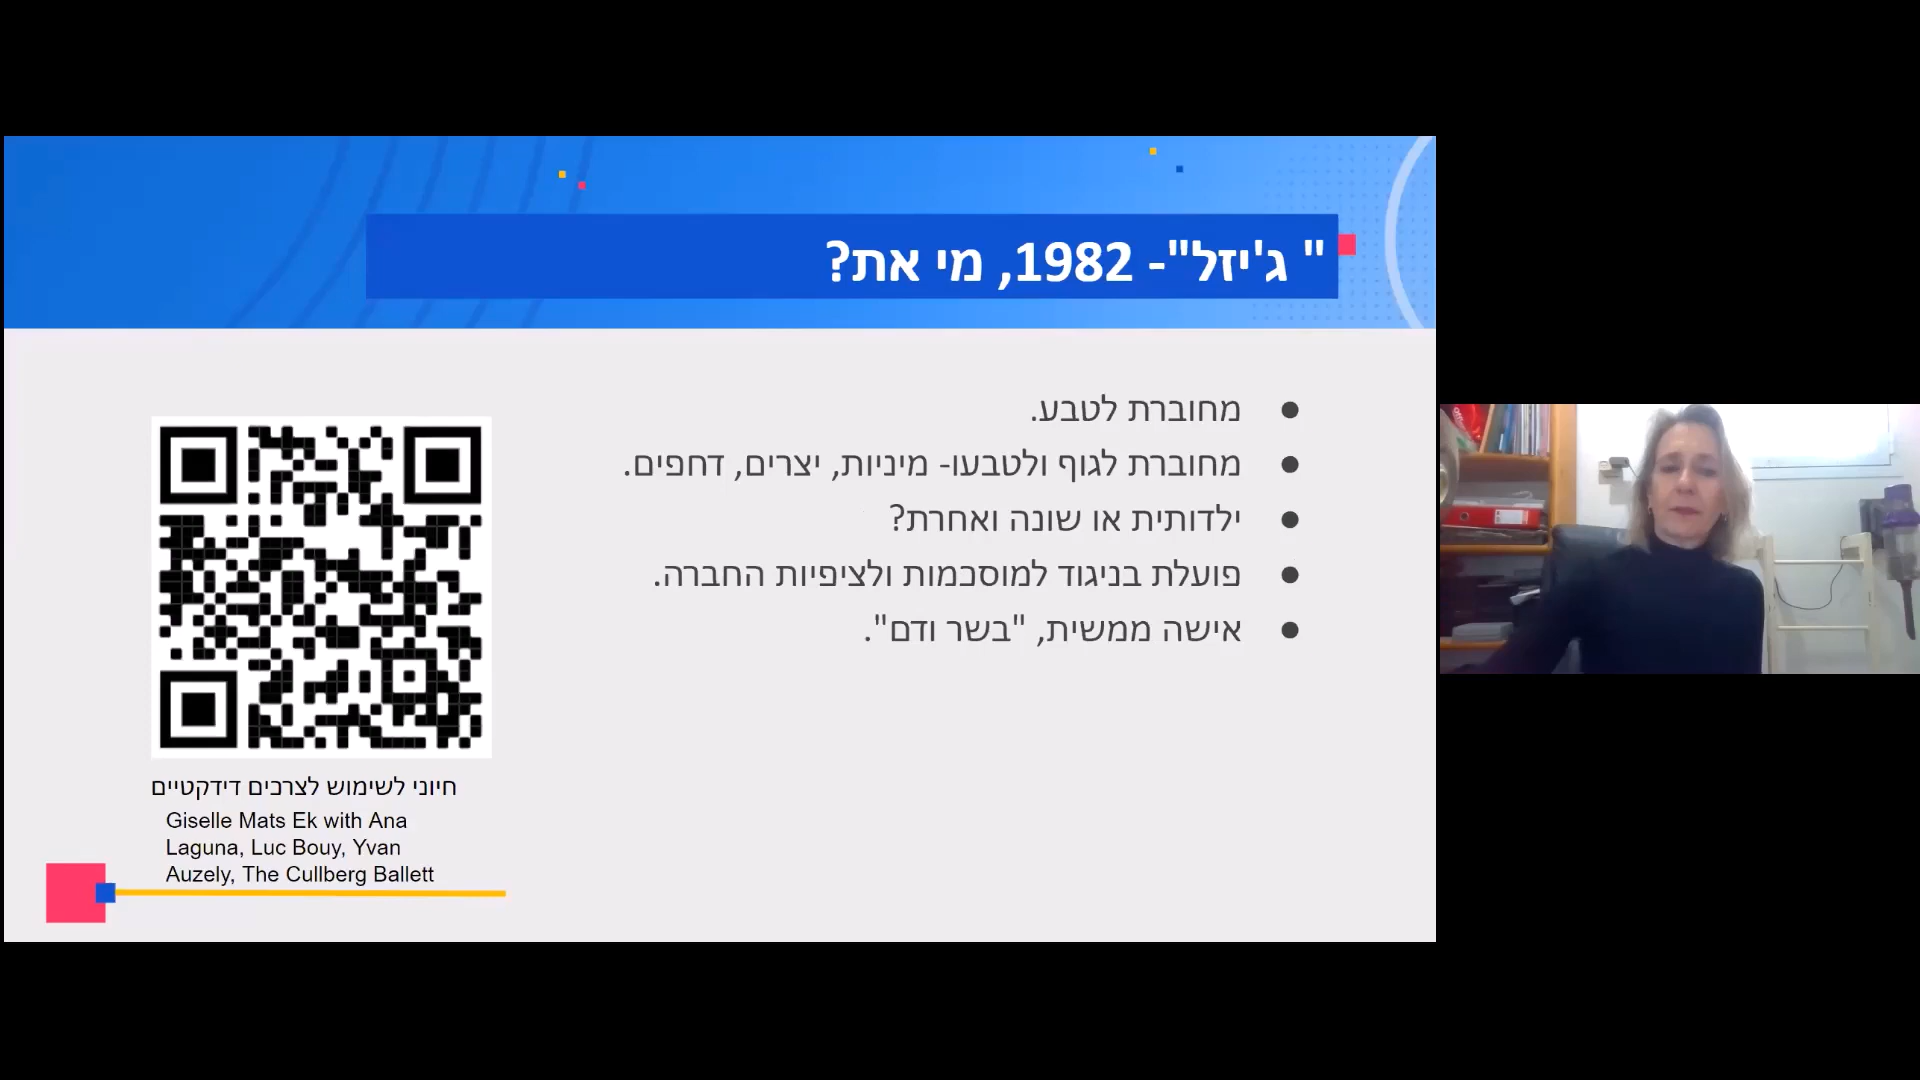 " ג'יזל"- 1982, מי את?
מחוברת לטבע.
מחוברת לגוף ולטבעו- מיניות, יצרים, דחפים.
ילדותית או שונה ואחרת?
פועלת בניגוד למוסכמות ולציפיות החברה.
אישה ממשית, "בשר ודם".
חיוני לשימוש לצרכים דידקטיים
Giselle Mats Ek with Ana
Laguna, Luc Bouy, Yvan
Auzely, The Cullberg Ballett